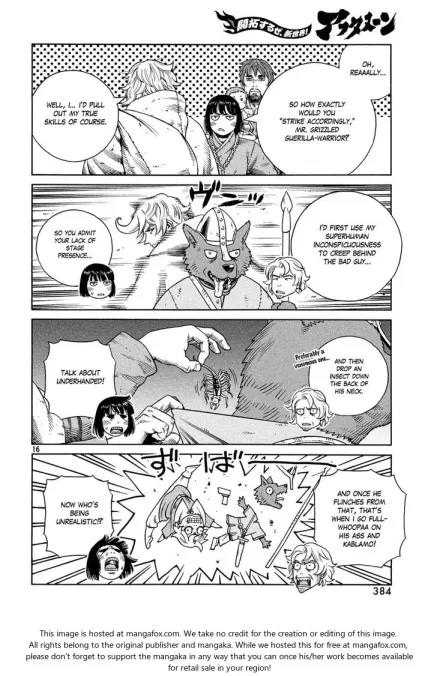 開拓するぜ、新世界!
OH,
REAAALLY...
WELL, I... I'D PULL
OUT MY TRUE
SKILLS OF COURSE.
SO HOW EXACTLY
WOULD YOU
"STRIKE ACCORDINGLY,"
MR. GRIZZLED
GUERILLA-WARRIOR?
ヴンッ
SO YOU ADMIT
YOUR LACK OF
STAGE
PRESENCE...
I'D FIRST USE MY
SUPERHUMAN
INCONSPICUOUSNESS
TO CREEP BEHIND
THE BAD GUY...
Preferably a
venomous one...
AND THEN
DROP AN
INSECT DOWN
THE BACK OF
HIS NECK.
TALK ABOUT
UNDERHANDED!
16
ずばーっ
NOW WHO'S
BEING
UNREALISTIC!?
AND ONCE HE
FLINCHES FROM
THAT, THAT'S
WHEN I GO FULL-
WHOOPAA ON
HIS ASS AND
KABLAMO!
384
This image is hosted at mangafox.com. We take no credit for the creation or editing of this image.
All rights belong to the original publisher and mangaka. While we hosted this for free at mangafox.com,
please don't forget to support the mangaka in any way that you can once his/her work becomes available
for retail sale in your region!